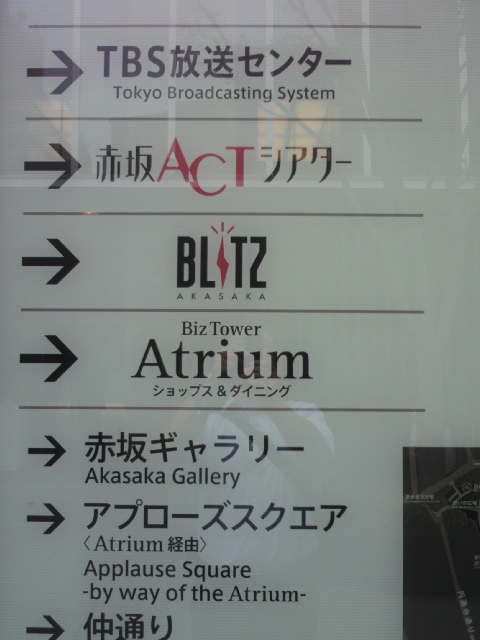 TBS放送センター
Tokyo Broadcasting System
赤坂ACTシアター
BLITZ
AKASAKA
Biz Tower
Atrium
ショップス＆ダイニング
赤坂ギャラリー
Akasaka Gallery
アプローズスクエア
〈Atrium 経由〉
Applause Square
-by way of the Atrium-
仲通り